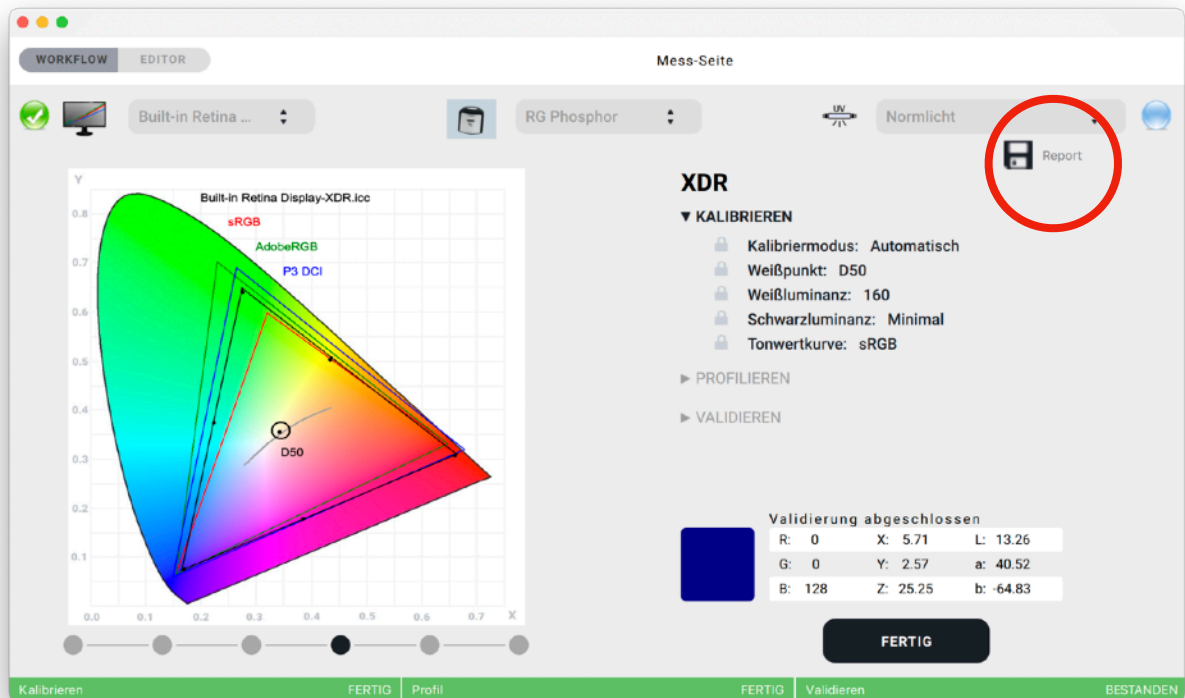 WORKFLOW EDITOR
Mess-Seite
Built-in Retina ...
RG Phosphor
UV
Normlicht
Report
Y
Built-in Retina Display-XDR.icc
sRGB
AdobeRGB
P3 DCI
D50
0.8
0.7
0.6
0.5
0.4
0.3
0.2
0.1
0.0 0.1 0.2 0.3 0.4 0.5 0.6 0.7 X
XDR
▼ KALIBRIEREN
Kalibriermodus: Automatisch
Weißpunkt: D50
Weißluminanz: 160
Schwarzluminanz: Minimal
Tonwertkurve: sRGB
▶ PROFILIEREN
▶ VALIDIEREN
Validierung abgeschlossen
R: 0 X: 5.71 L: 13.26
G: 0 Y: 2.57 a: 40.52
B: 128 Z: 25.25 b: -64.83
FERTIG
Kalibrieren FERTIG Profil FERTIG Validieren BESTANDEN